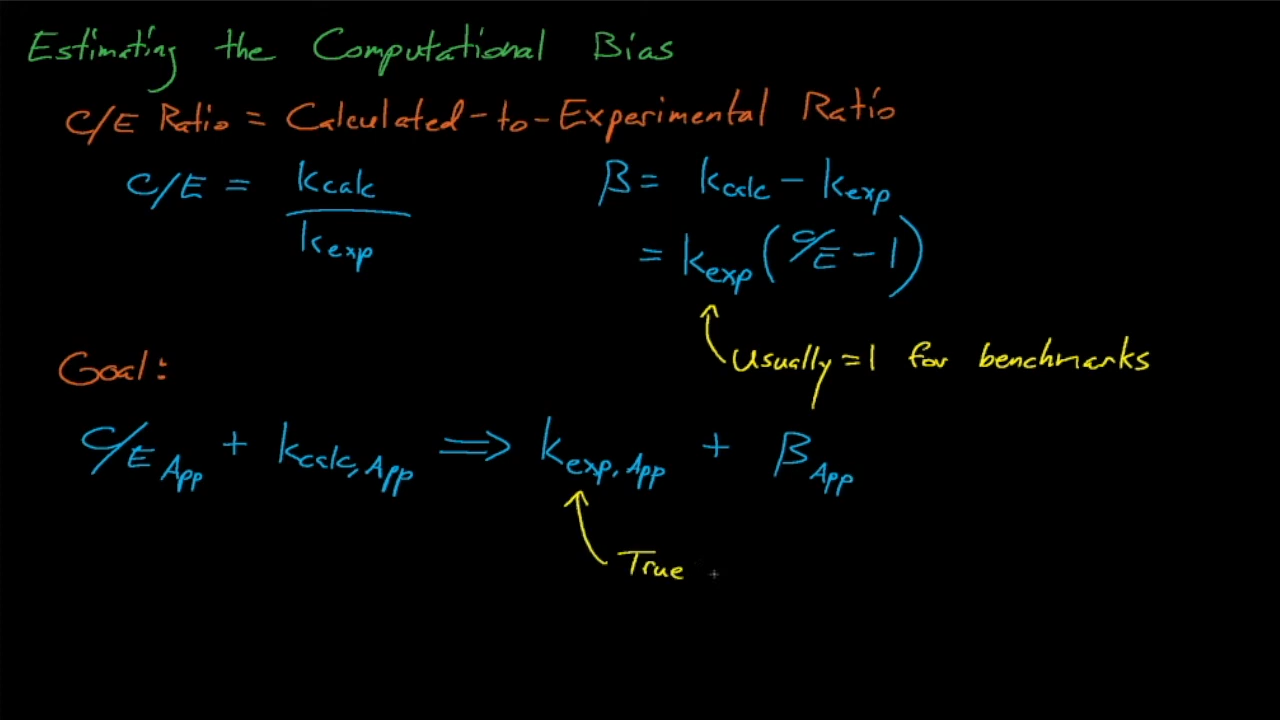 Estimating the Computational Bias
C/E Ratio = Calculated-to-Experimental Ratio
C/E = kcalc / kexp
β = kcalc - kexp
= kexp (C/E - 1)
Usually = 1 for benchmarks
Goal:
C/E App + kcalc, App ⟹ kexp, App + βApp
True